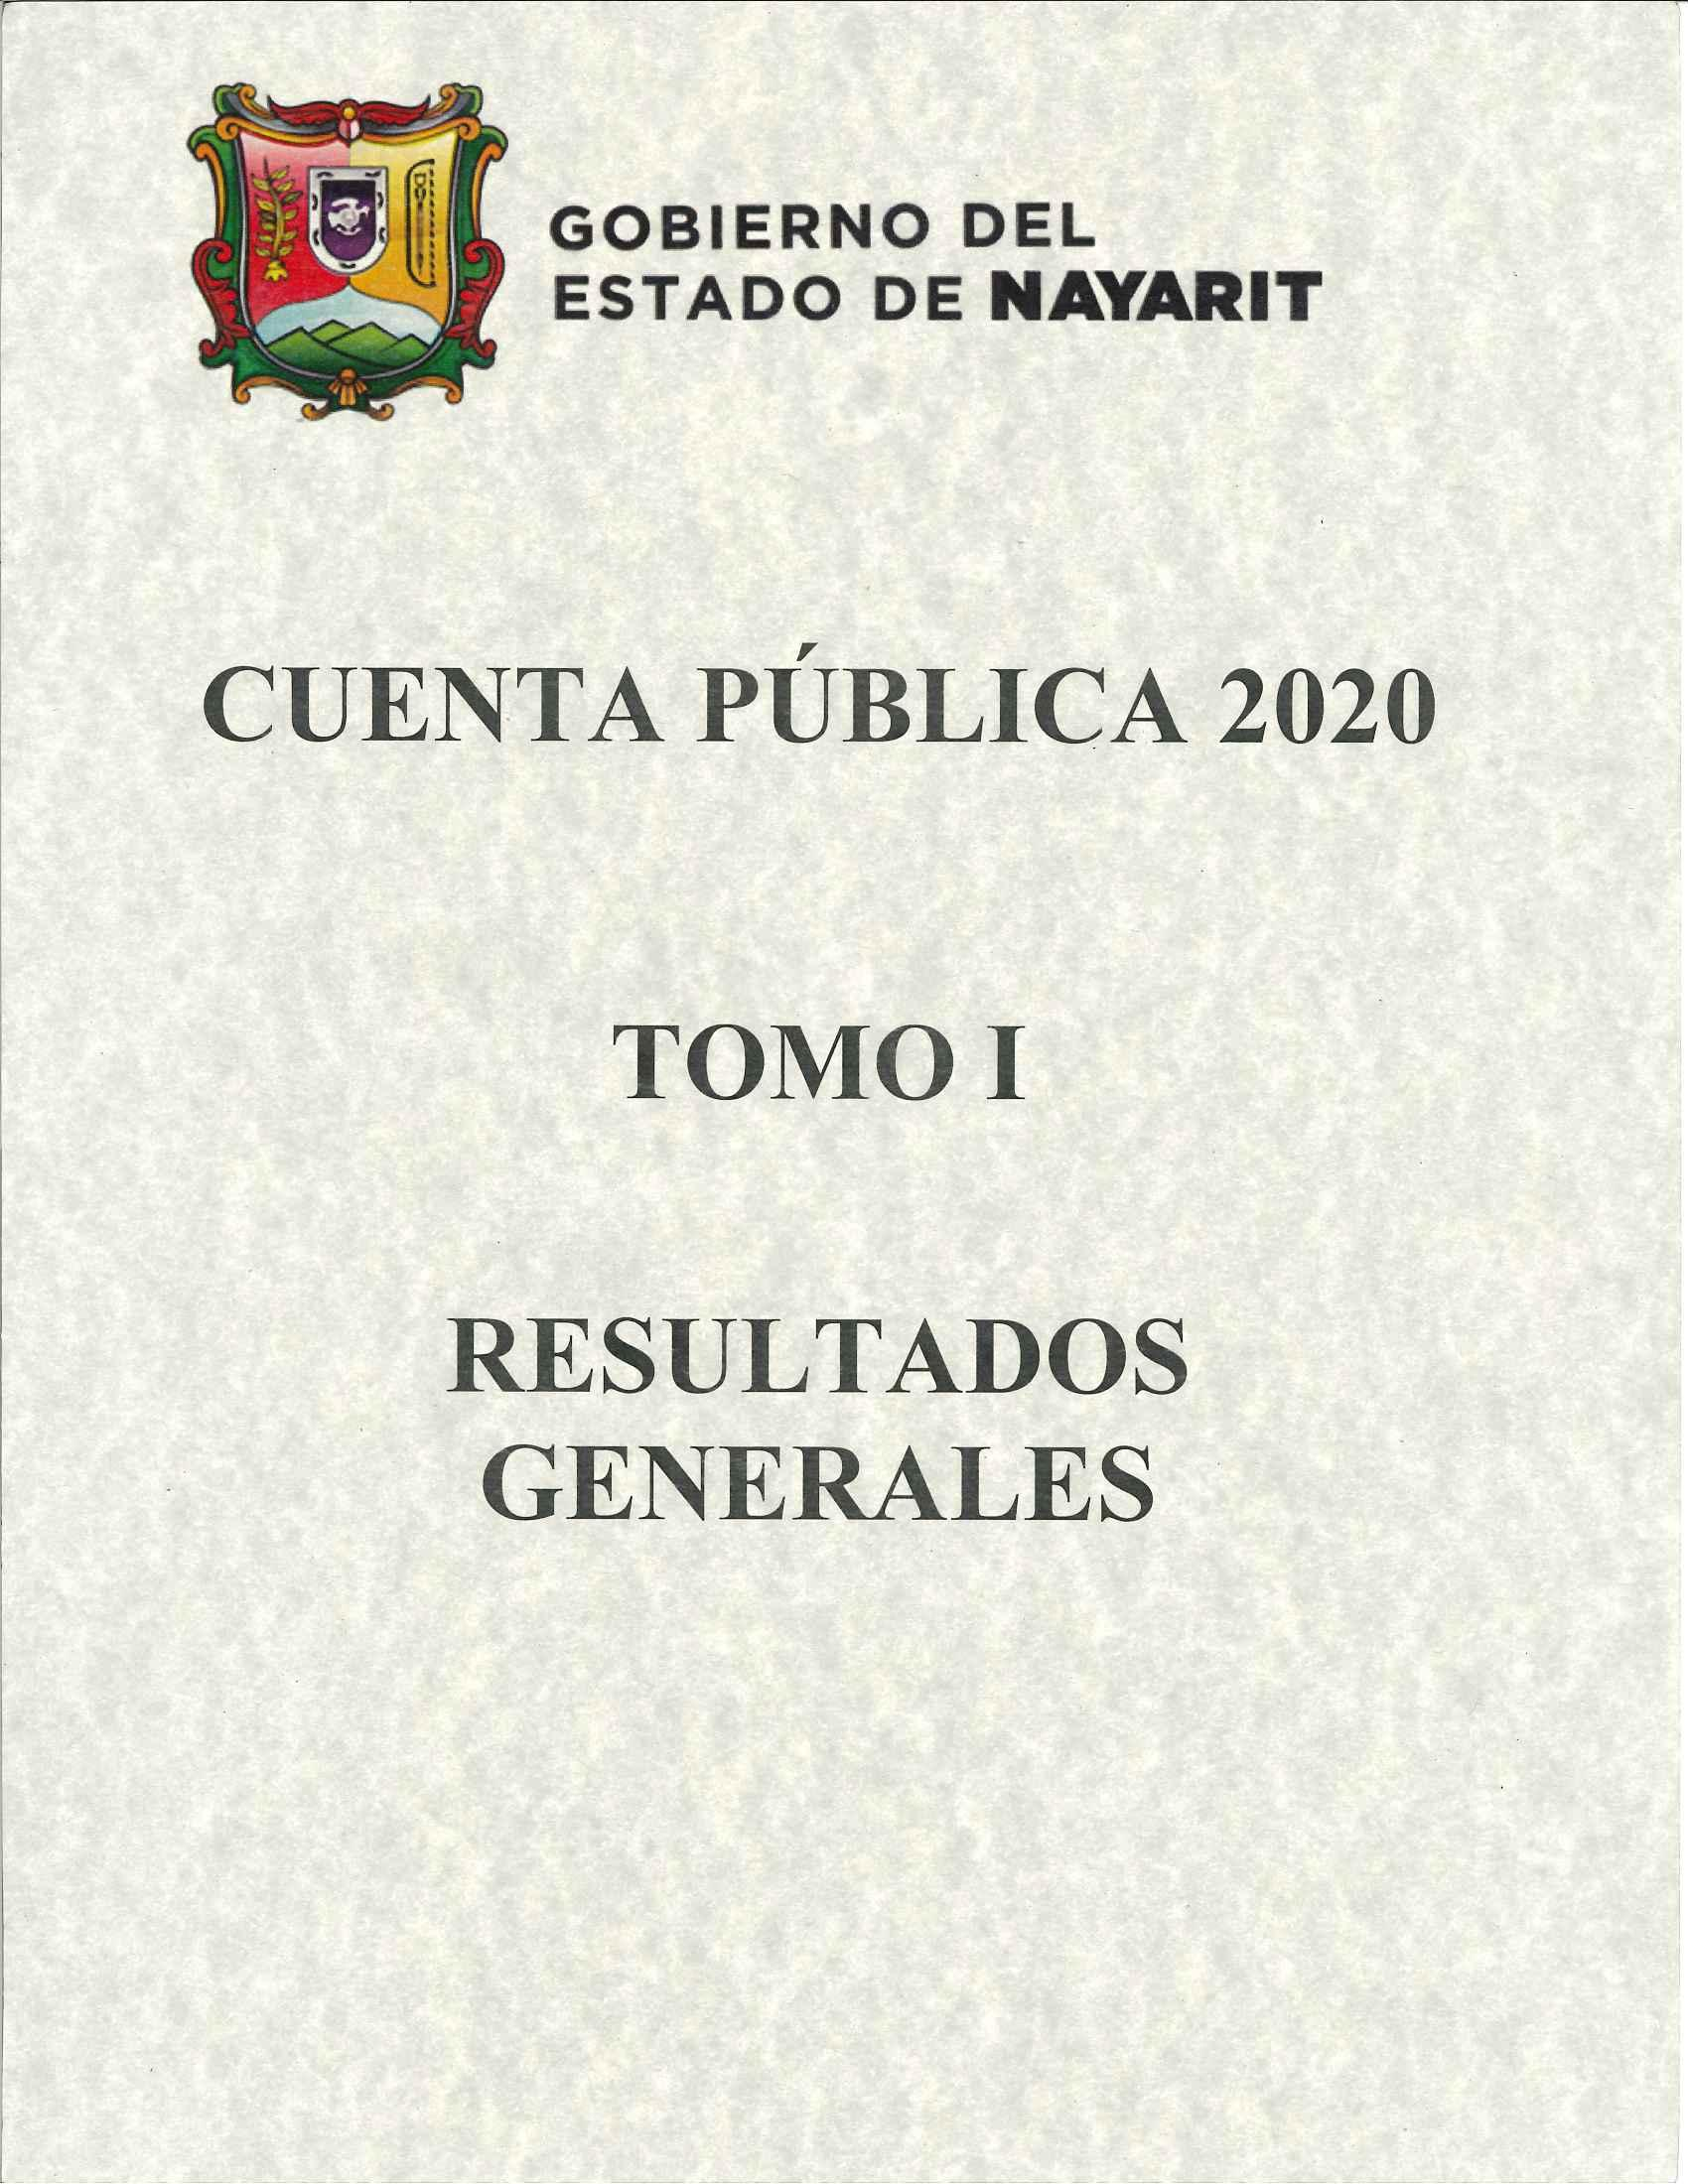 GOBIERNO DEL
ESTADO DE NAYARIT
CUENTA PÚBLICA 2020
TOMO I
RESULTADOS
GENERALES